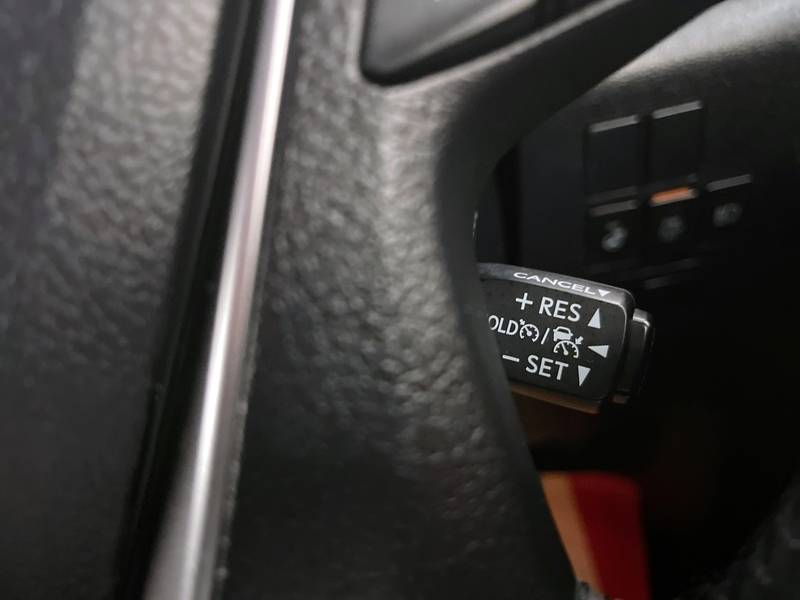 CANCEL▼
+ RES ▲
OLD / ◀
− SET ▼